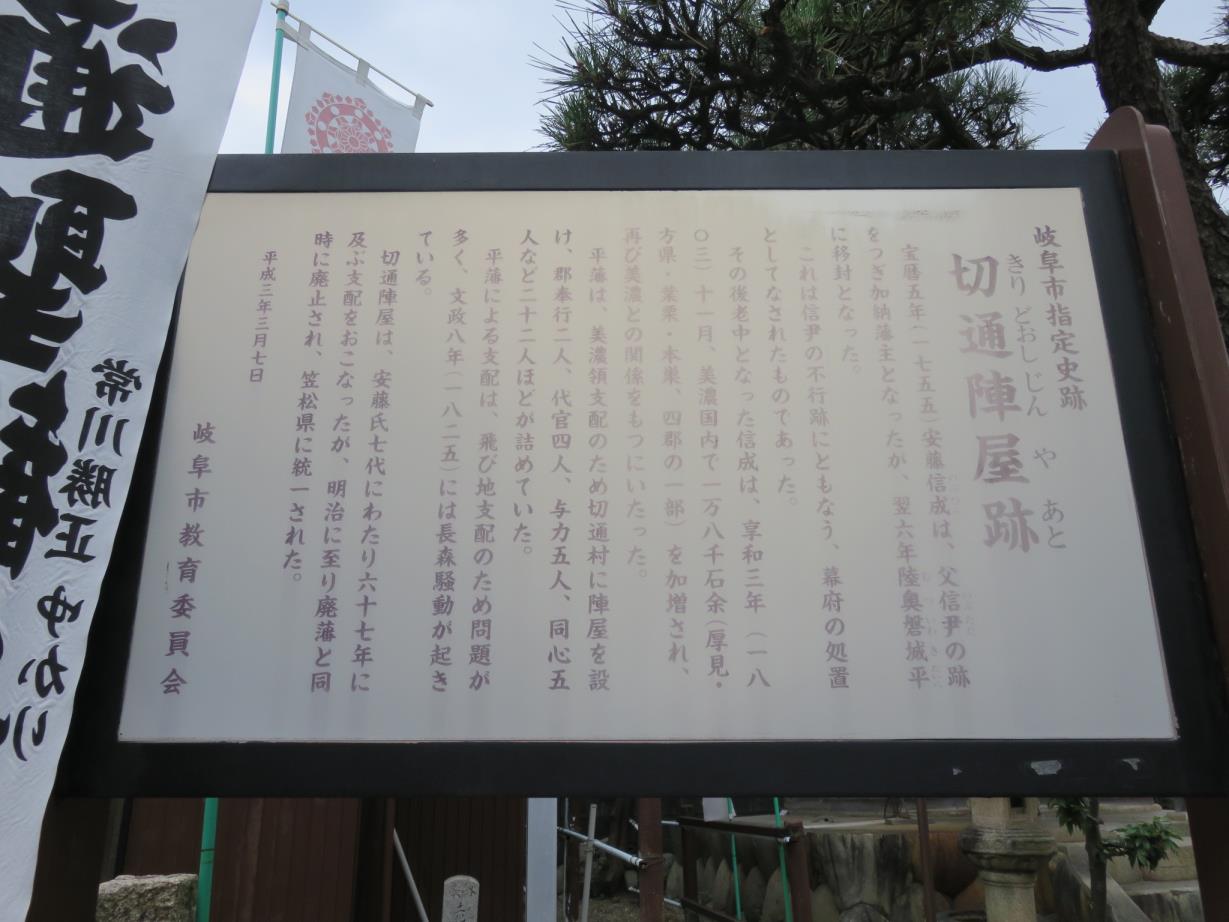 岐阜市指定史跡
きりどおしじんやあと
切通陣屋跡
宝暦五年(一七五五)安藤信成は、父信尹の跡
をつぎ加納藩主となったが、翌六年陸奥磐城平
に移封となった。
これは信尹の不行跡にともなう、幕府の処置
としてなされたものであった。
その後老中となった信成は、享和三年(一八
〇三)十一月、美濃国内で一万八千石余(厚見・
方県・葉栗・本巣、四郡の一部)を加増され、
再び美濃との関係をもつにいたった。
平藩は、美濃領支配のため切通村に陣屋を設
け、郡奉行二人、代官四人、与力五人、同心五
人など二十二人ほどが詰めていた。
平藩による支配は、飛び地支配のため問題が
多く、文政八年(一八二五)には長森騒動が起き
ている。
切通陣屋は、安藤氏七代にわたり六十七年に
及ぶ支配をおこなったが、明治に至り廃藩と同
時に廃止され、笠松県に統一された。
平成三年三月七日
岐阜市教育委員会
常川勝正
ゆかり